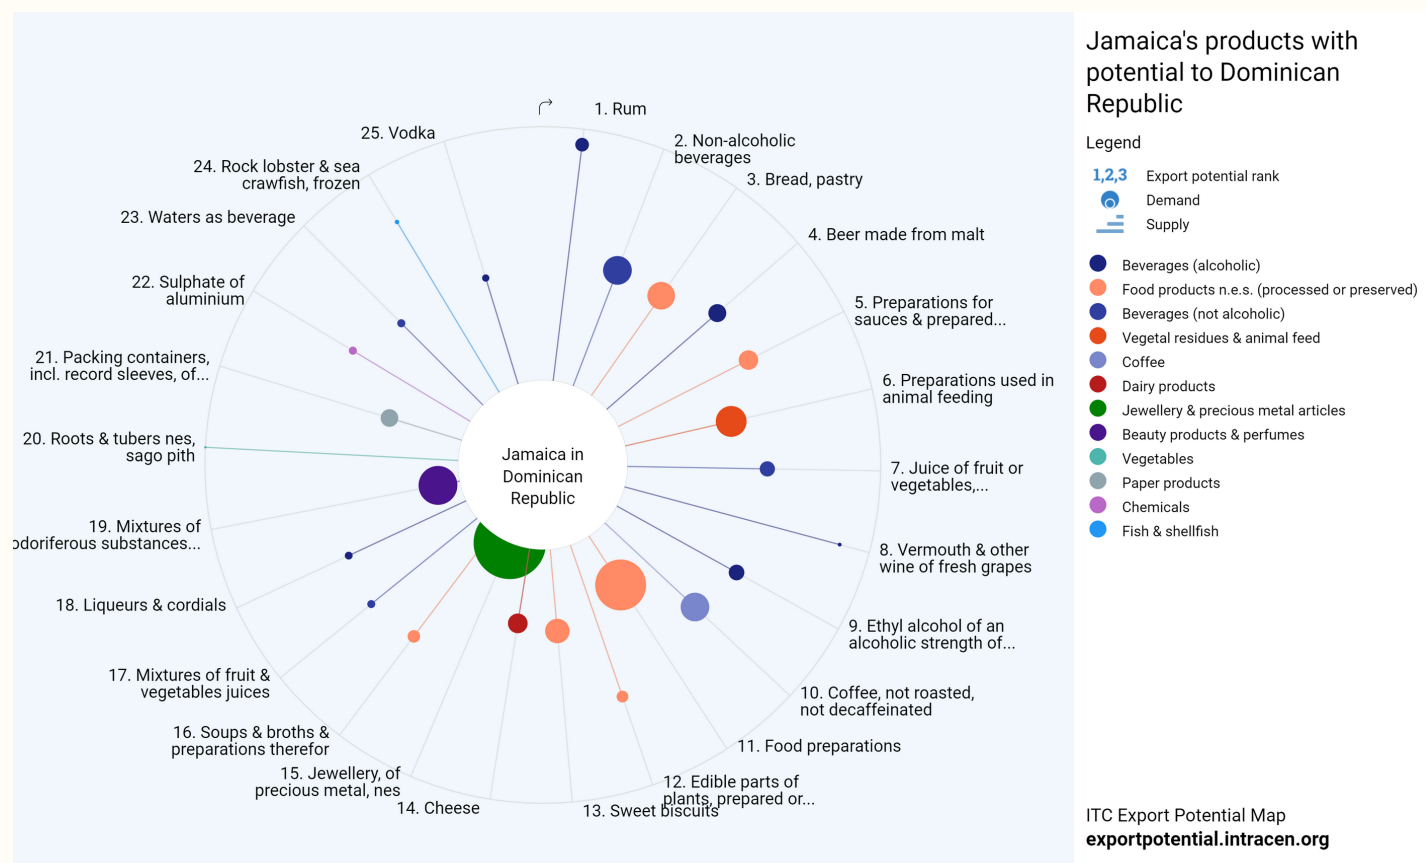 Jamaica's products with
potential to Dominican
Republic
Legend
1,2,3 Export potential rank
Demand
Supply
Beverages (alcoholic)
Food products n.e.s. (processed or preserved)
Beverages (not alcoholic)
Vegetal residues & animal feed
Coffee
Dairy products
Jewellery & precious metal articles
Beauty products & perfumes
Vegetables
Paper products
Chemicals
Fish & shellfish
ITC Export Potential Map
exportpotential.intracen.org
Jamaica in
Dominican
Republic
1. Rum
2. Non-alcoholic
beverages
3. Bread, pastry
4. Beer made from malt
5. Preparations for
sauces & prepared...
6. Preparations used in
animal feeding
7. Juice of fruit or
vegetables,...
8. Vermouth & other
wine of fresh grapes
9. Ethyl alcohol of an
alcoholic strength of...
10. Coffee, not roasted,
not decaffeinated
11. Food preparations
12. Edible parts of
plants, prepared or...
13. Sweet biscuits
14. Cheese
15. Jewellery, of
precious metal, nes
16. Soups & broths &
preparations therefor
17. Mixtures of fruit &
vegetables juices
18. Liqueurs & cordials
19. Mixtures of
odoriferous substances...
20. Roots & tubers nes,
sago pith
21. Packing containers,
incl. record sleeves, of...
22. Sulphate of
aluminium
23. Waters as beverage
24. Rock lobster & sea
crawfish, frozen
25. Vodka